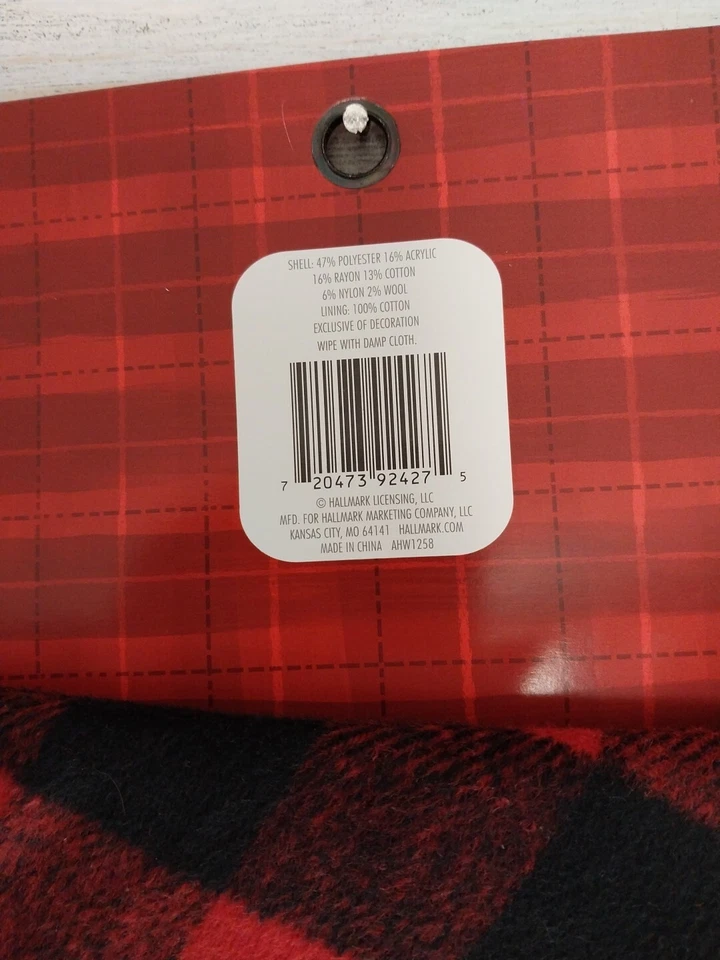 SHELL: 47% POLYESTER 16% ACRYLIC
16% RAYON 13% COTTON
6% NYLON 2% WOOL
LINING: 100% COTTON
EXCLUSIVE OF DECORATION
WIPE WITH DAMP CLOTH.
7 20473 92427 5
© HALLMARK LICENSING, LLC
MFD. FOR HALLMARK MARKETING COMPANY, LLC
KANSAS CITY, MO 64141 HALLMARK.COM
MADE IN CHINA AHW1258